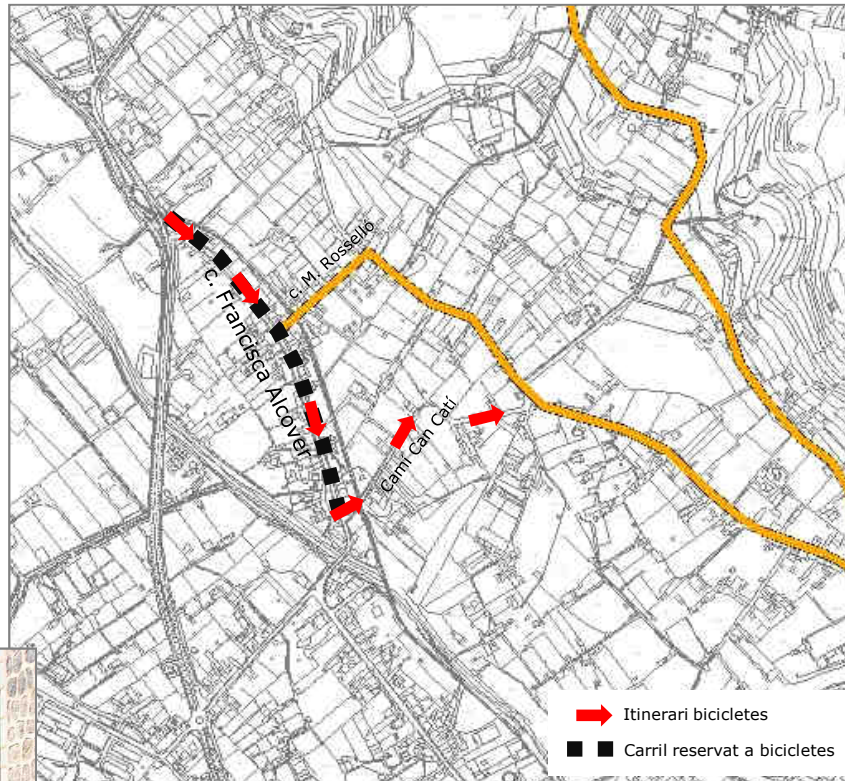 c. M. Rosselló
c. Francisca Alcover
Camí Can Catí
Itinerari bicicletes
Carril reservat a bicicletes